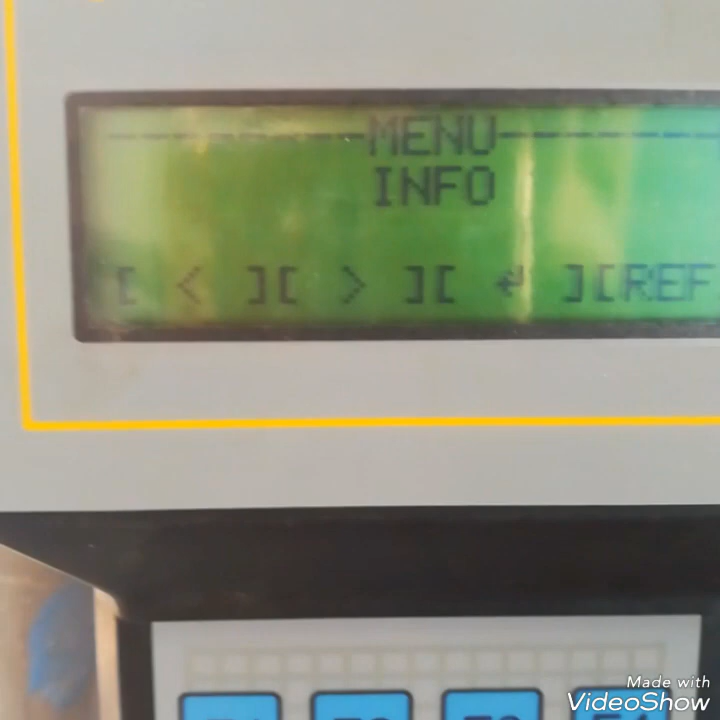 ----------MENU----------
INFO
[ < ][ > ][ ↵ ][REF
Made with
VideoShow